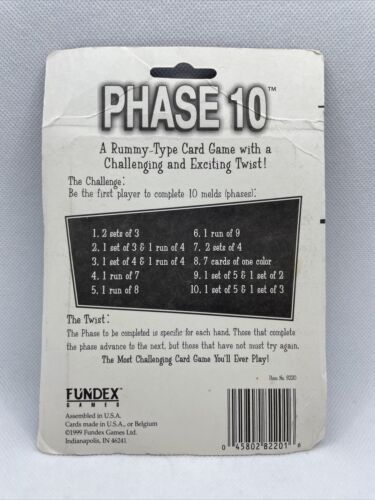 PHASE 10™
A Rummy-Type Card Game with a
Challenging and Exciting Twist!
The Challenge:
Be the first player to complete 10 melds (phases):
1. 2 sets of 3
2. 1 set of 3 & 1 run of 4
3. 1 set of 4 & 1 run of 4
4. 1 run of 7
5. 1 run of 8
6. 1 run of 9
7. 2 sets of 4
8. 7 cards of one color
9. 1 set of 5 & 1 set of 2
10. 1 set of 5 & 1 set of 3
The Twist:
The Phase to be completed is specific for each hand. Those that complete
the phase advance to the next, but those that have not must try again.
The Most Challenging Card Game You'll Ever Play!
Item No. 8220
FUNDEX™
GAMES
Assembled in U.S.A.
Cards made in U.S.A., or Belgium
©1999 Fundex Games Ltd.
Indianapolis, IN 46241
0 45802 82201 6